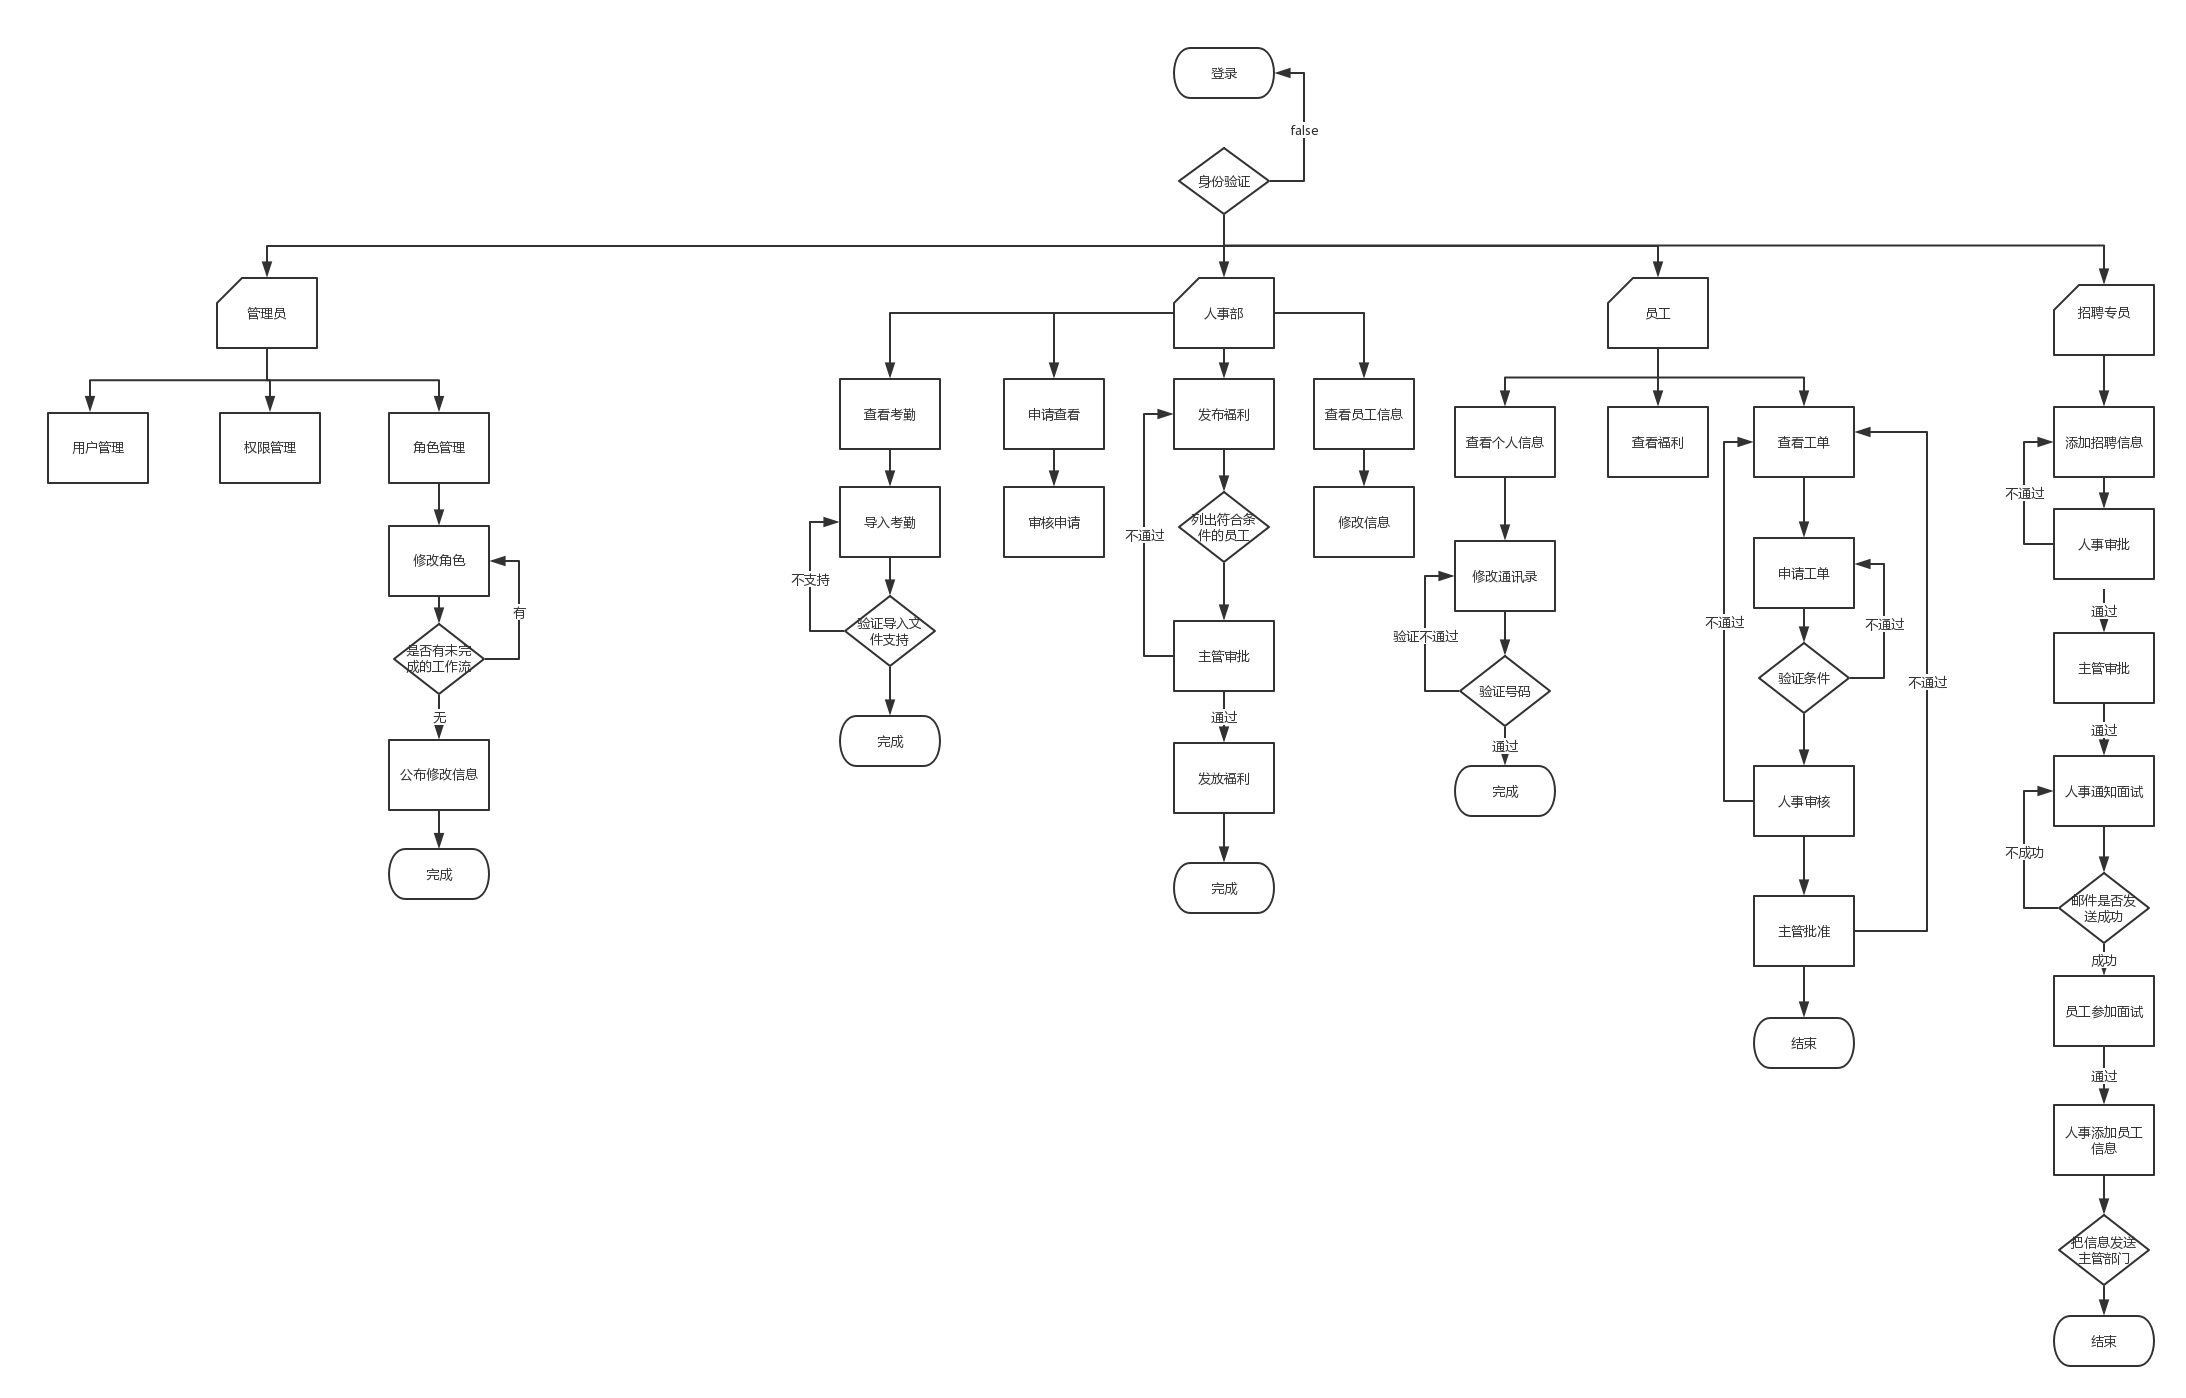 登录
false
身份验证
管理员
人事部
员工
招聘专员
用户管理
权限管理
角色管理
修改角色
有
是否有未完
成的工作流
无
公布修改信息
完成
查看考勤
导入考勤
不支持
验证导入文
件支持
完成
申请查看
审核申请
发布福利
不通过
列出符合条
件的员工
主管审批
通过
发放福利
完成
查看员工信息
修改信息
查看个人信息
修改通讯录
验证不通过
验证号码
通过
完成
查看福利
查看工单
申请工单
不通过
不通过
验证条件
不通过
人事审核
主管批准
结束
添加招聘信息
不通过
人事审批
通过
主管审批
通过
人事通知面试
不成功
邮件是否发
送成功
成功
员工参加面试
通过
人事添加员工
信息
把信息发送
主管部门
结束